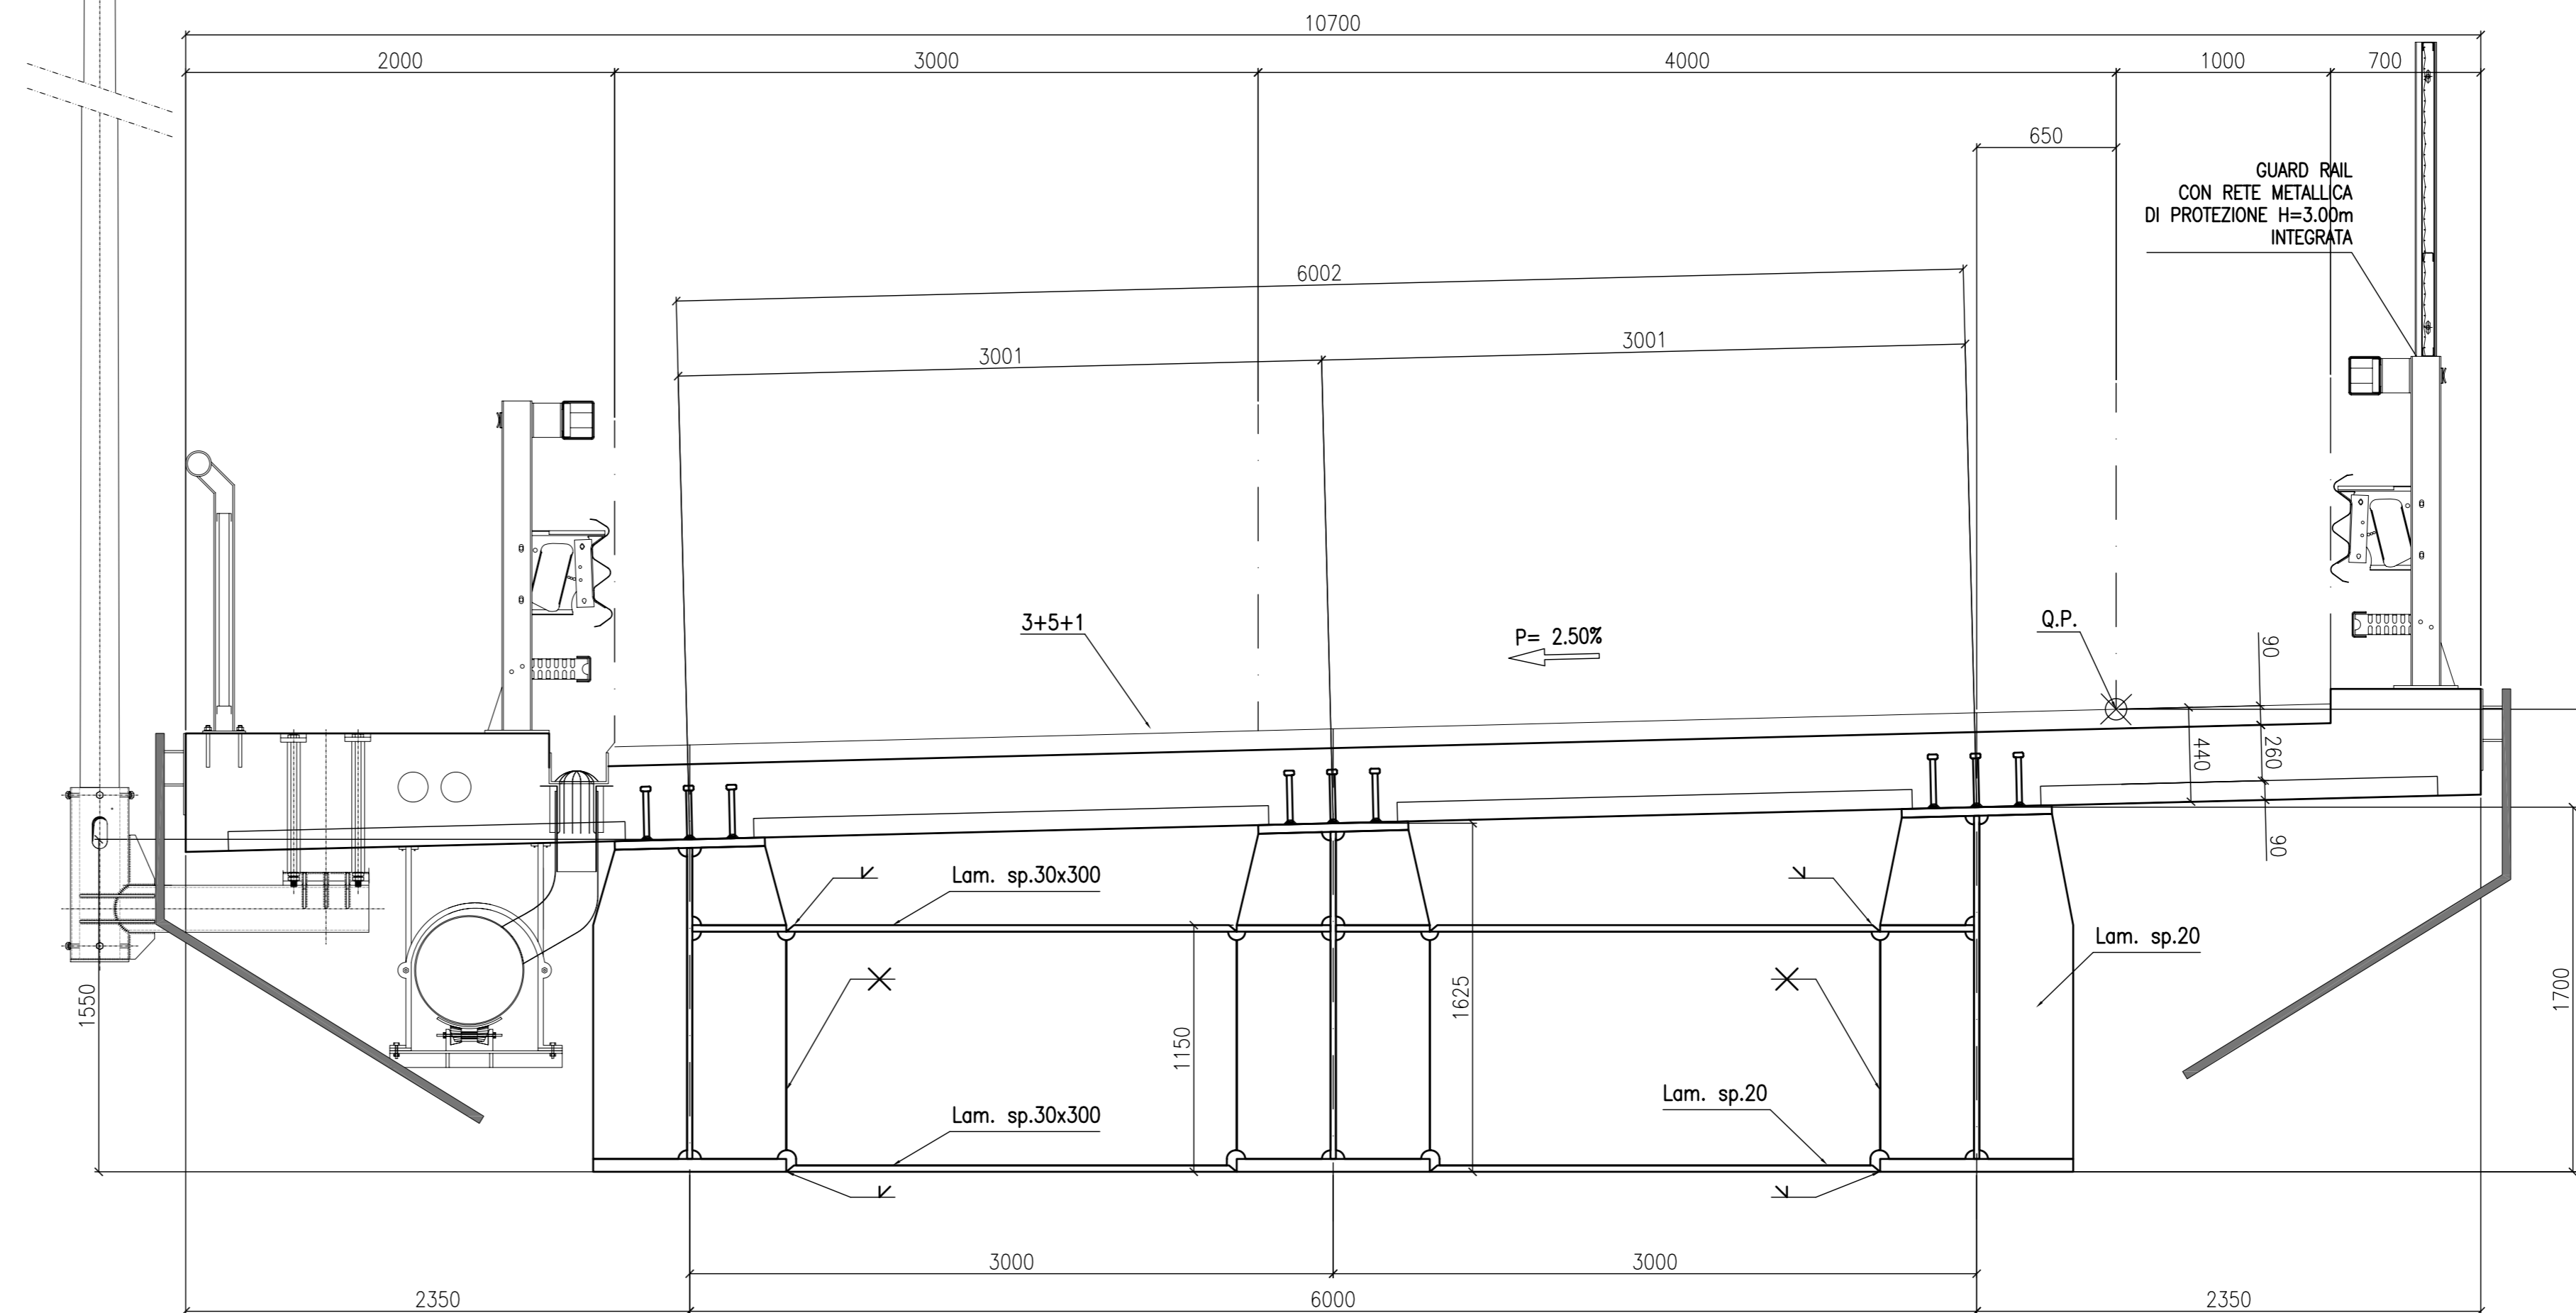 10700
2000
3000
4000
1000
700
650
GUARD RAIL
CON RETE METALLICA
DI PROTEZIONE H=3.00m
INTEGRATA
6002
3001
3001
3+5+1
P= 2.50%
Q.P.
90
440
260
90
Lam. sp.30x300
Lam. sp.20
1550
1150
1625
1700
Lam. sp.30x300
Lam. sp.20
3000
3000
2350
6000
2350